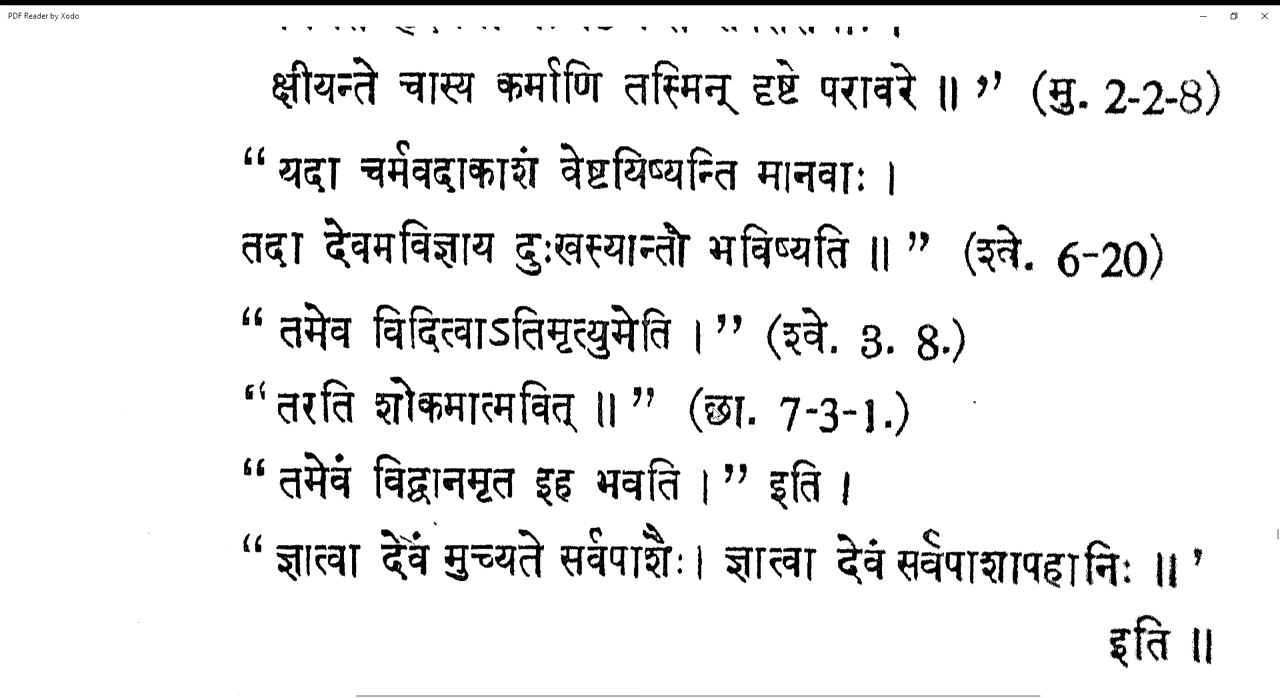 PDF Reader by Xodo
क्षीयन्ते चास्य कर्माणि तस्मिन् दृष्टे परावरे ॥ ” (मु. 2-2-8)
“ यदा चर्मवदाकाशं वेष्टयिष्यन्ति मानवाः ।
तदा देवमविज्ञाय दुःखस्यान्तो भविष्यति ॥ ” (श्वे. 6-20)
“ तमेव विदित्वाऽतिमृत्युमेति । ” (श्वे. 3. 8.)
“ तरति शोकमात्मवित् ॥ ” (छा. 7-3-1.)
“ तमेवं विद्वानमृत इह भवति । ” इति ।
“ ज्ञात्वा देवं मुच्यते सर्वपाशैः । ज्ञात्वा देवं सर्वपाशापहानिः ॥ ’
इति ॥